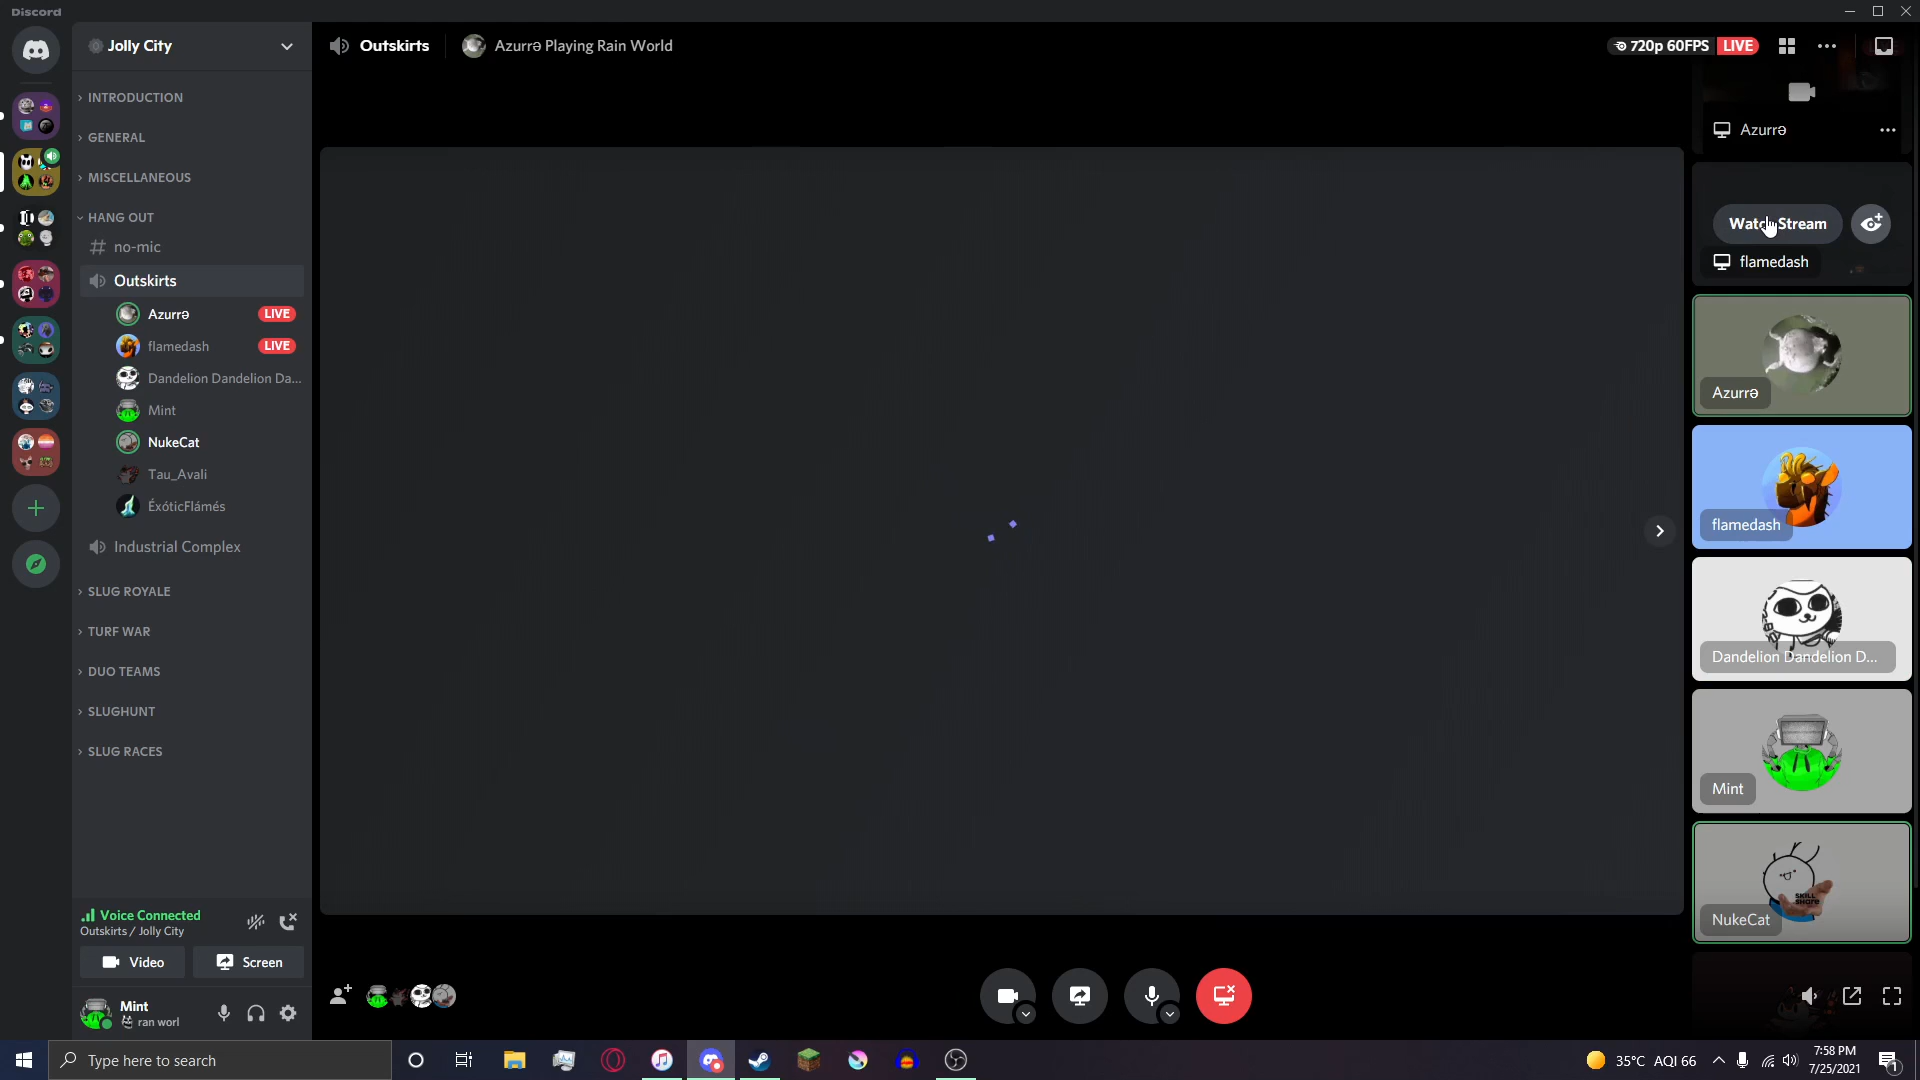 Discord
Jolly City
INTRODUCTION
GENERAL
MISCELLANEOUS
HANG OUT
no-mic
Outskirts
Azurrə LIVE
flamedash LIVE
Dandelion Dandelion Da...
Mint
NukeCat
Tau_Avali
ÉxóticFlámés
Industrial Complex
SLUG ROYALE
TURF WAR
DUO TEAMS
SLUGHUNT
SLUG RACES
Voice Connected
Outskirts / Jolly City
Video Screen
Mint
ran worl
Outskirts Azurrə Playing Rain World
720p 60FPS LIVE
Azurrə
Watch Stream
flamedash
Azurrə
flamedash
Dandelion Dandelion D...
Mint
SKILL
SHARE
NukeCat
Type here to search
35°C AQI 66
7:58 PM
7/25/2021
1